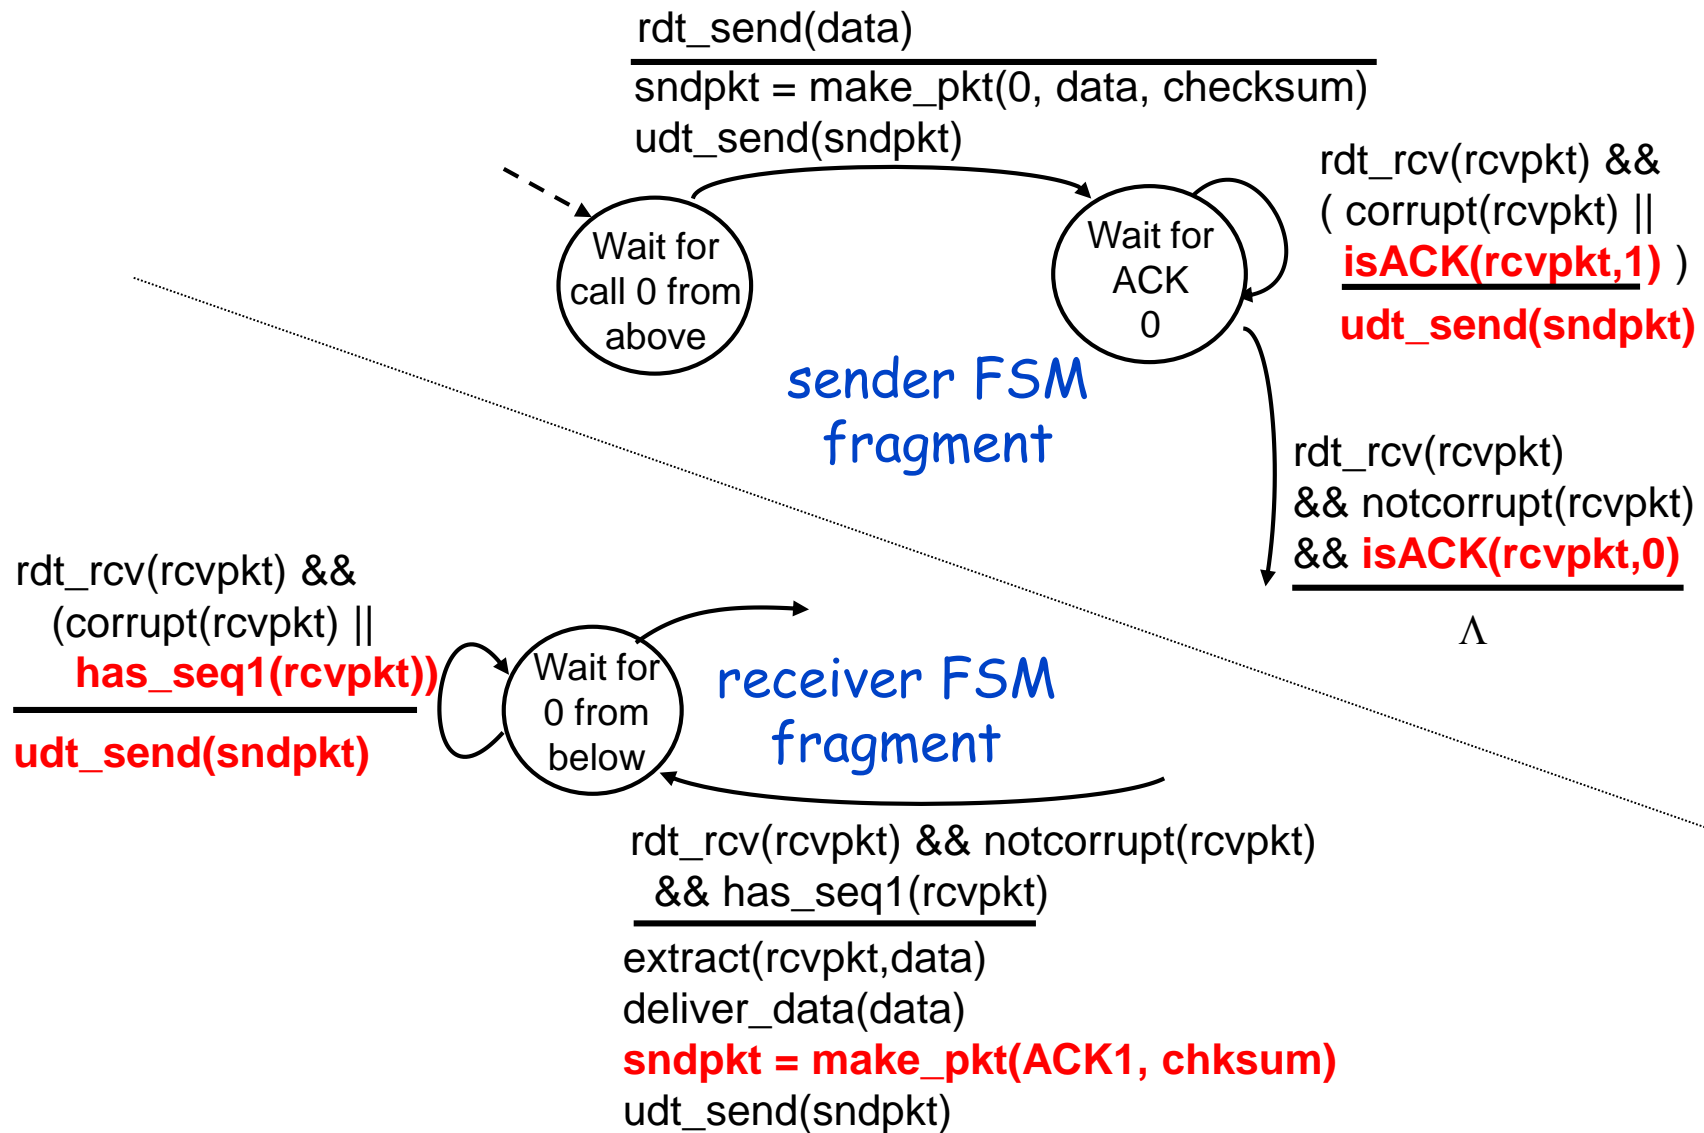 rdt_send(data)
sndpkt = make_pkt(0, data, checksum)
udt_send(sndpkt)
rdt_rcv(rcvpkt) &&
( corrupt(rcvpkt) ||
isACK(rcvpkt,1) )
udt_send(sndpkt)
Wait for
call 0 from
above
Wait for
ACK
0
sender FSM
fragment
rdt_rcv(rcvpkt)
&& notcorrupt(rcvpkt)
&& isACK(rcvpkt,0)
Λ
rdt_rcv(rcvpkt) &&
(corrupt(rcvpkt) ||
has_seq1(rcvpkt))
udt_send(sndpkt)
Wait for
0 from
below
receiver FSM
fragment
rdt_rcv(rcvpkt) && notcorrupt(rcvpkt)
&& has_seq1(rcvpkt)
extract(rcvpkt,data)
deliver_data(data)
sndpkt = make_pkt(ACK1, chksum)
udt_send(sndpkt)